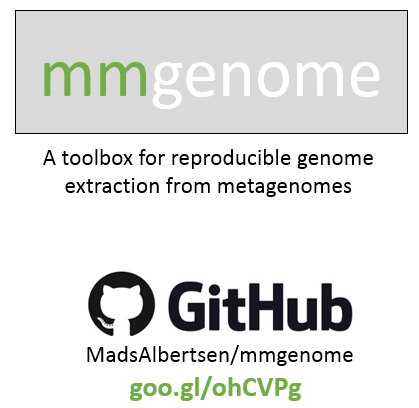 mmgenome
A toolbox for reproducible genome
extraction from metagenomes
GitHub
MadsAlbertsen/mmgenome
goo.gl/ohCVPg